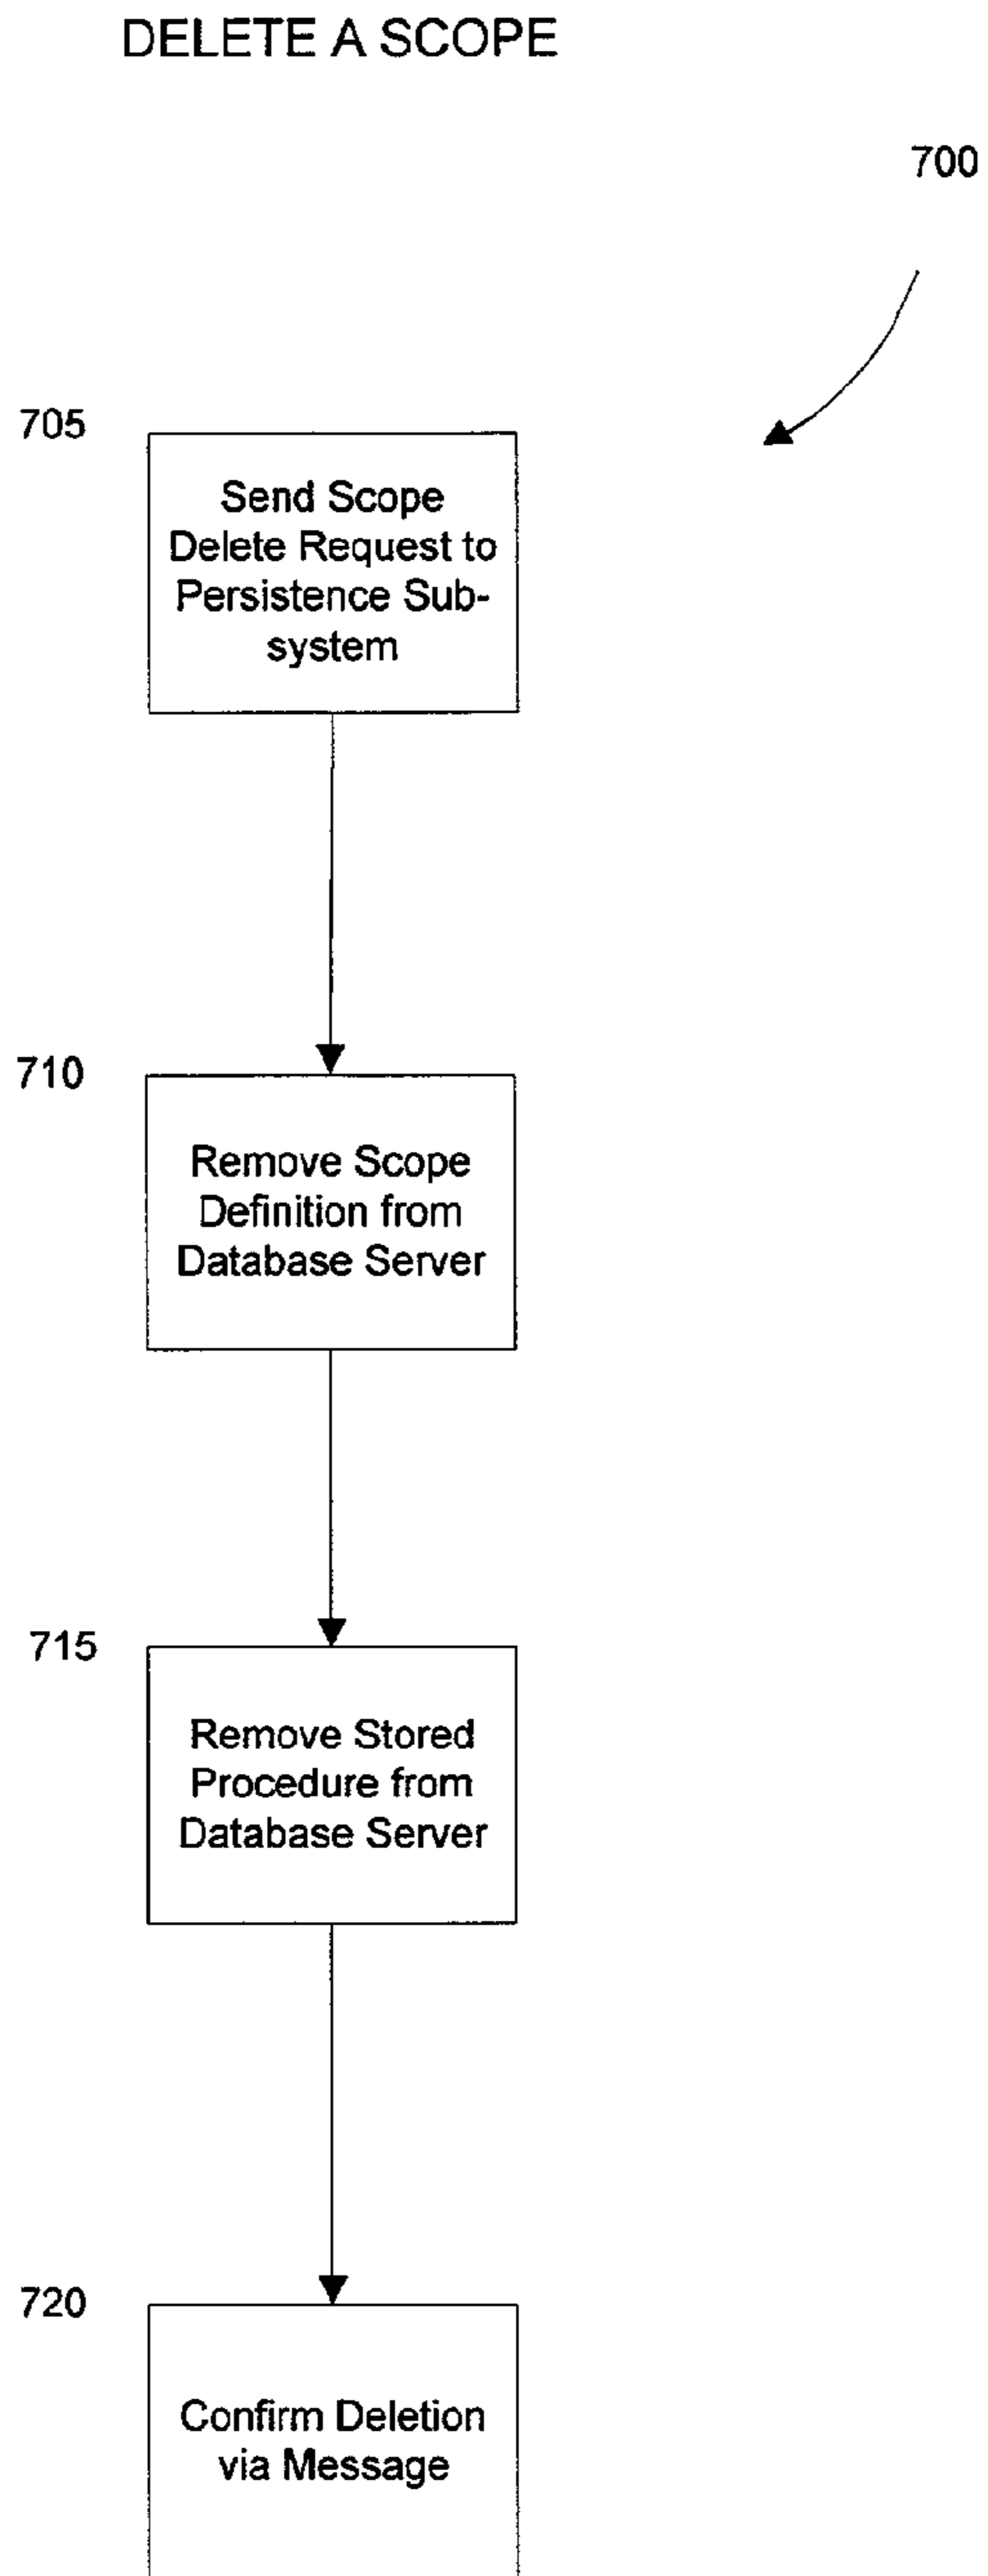 DELETE A SCOPE
700
705
Send Scope
Delete Request to
Persistence Sub-
system
710
Remove Scope
Definition from
Database Server
715
Remove Stored
Procedure from
Database Server
720
Confirm Deletion
via Message